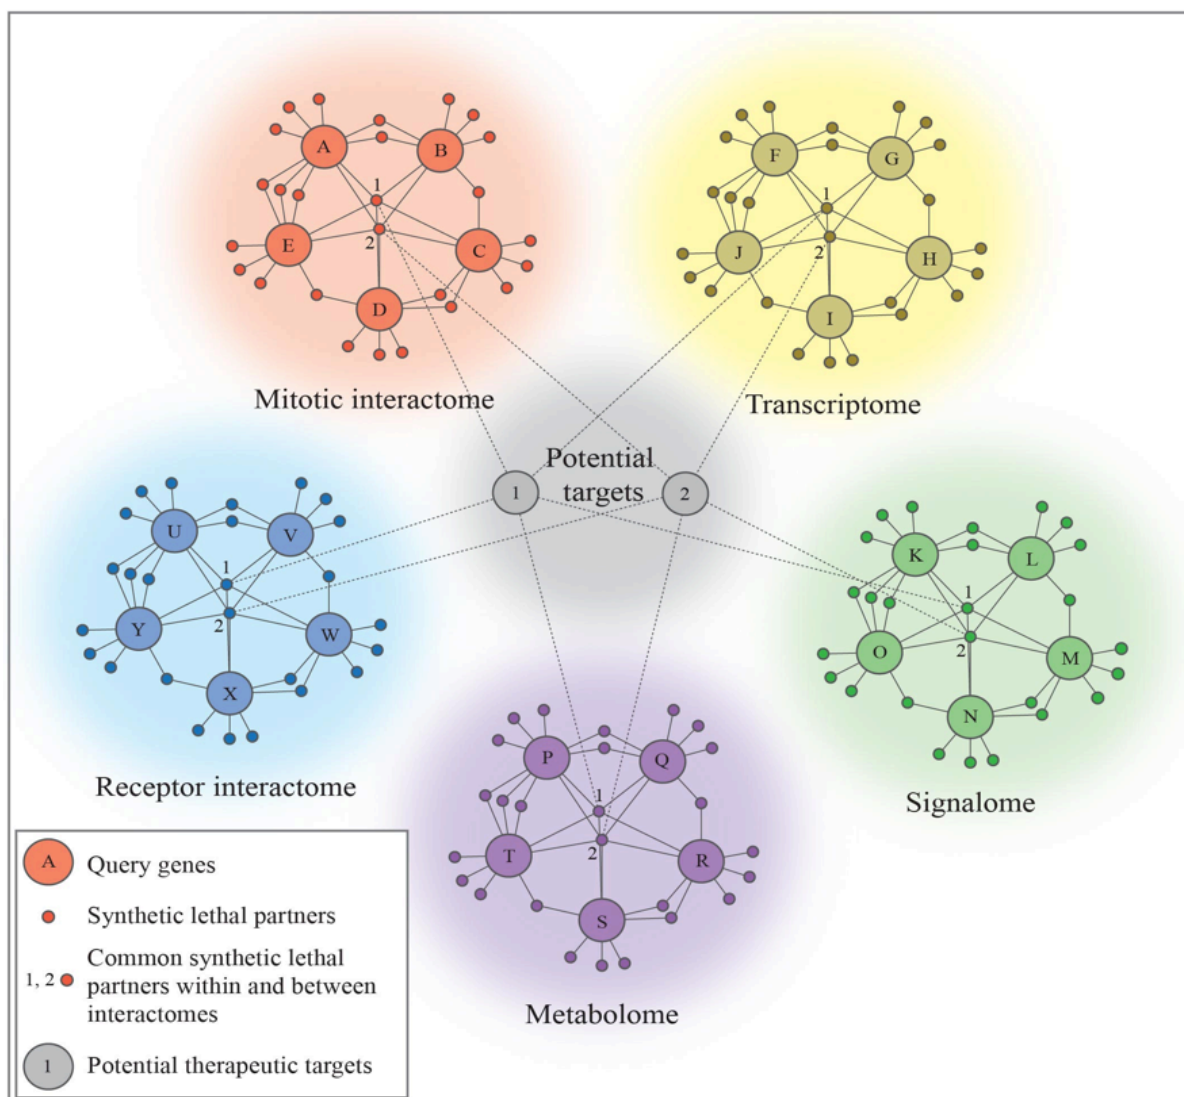 A
B
1
2
E
C
D
Mitotic interactome
F
G
1
2
J
H
I
Transcriptome
Potential
targets
1
2
U
V
1
2
Y
W
X
Receptor interactome
K
L
1
2
O
M
N
Signalome
P
Q
1
2
T
R
S
Metabolome
A Query genes
Synthetic lethal partners
Common synthetic lethal
1, 2 partners within and between
interactomes
1 Potential therapeutic targets